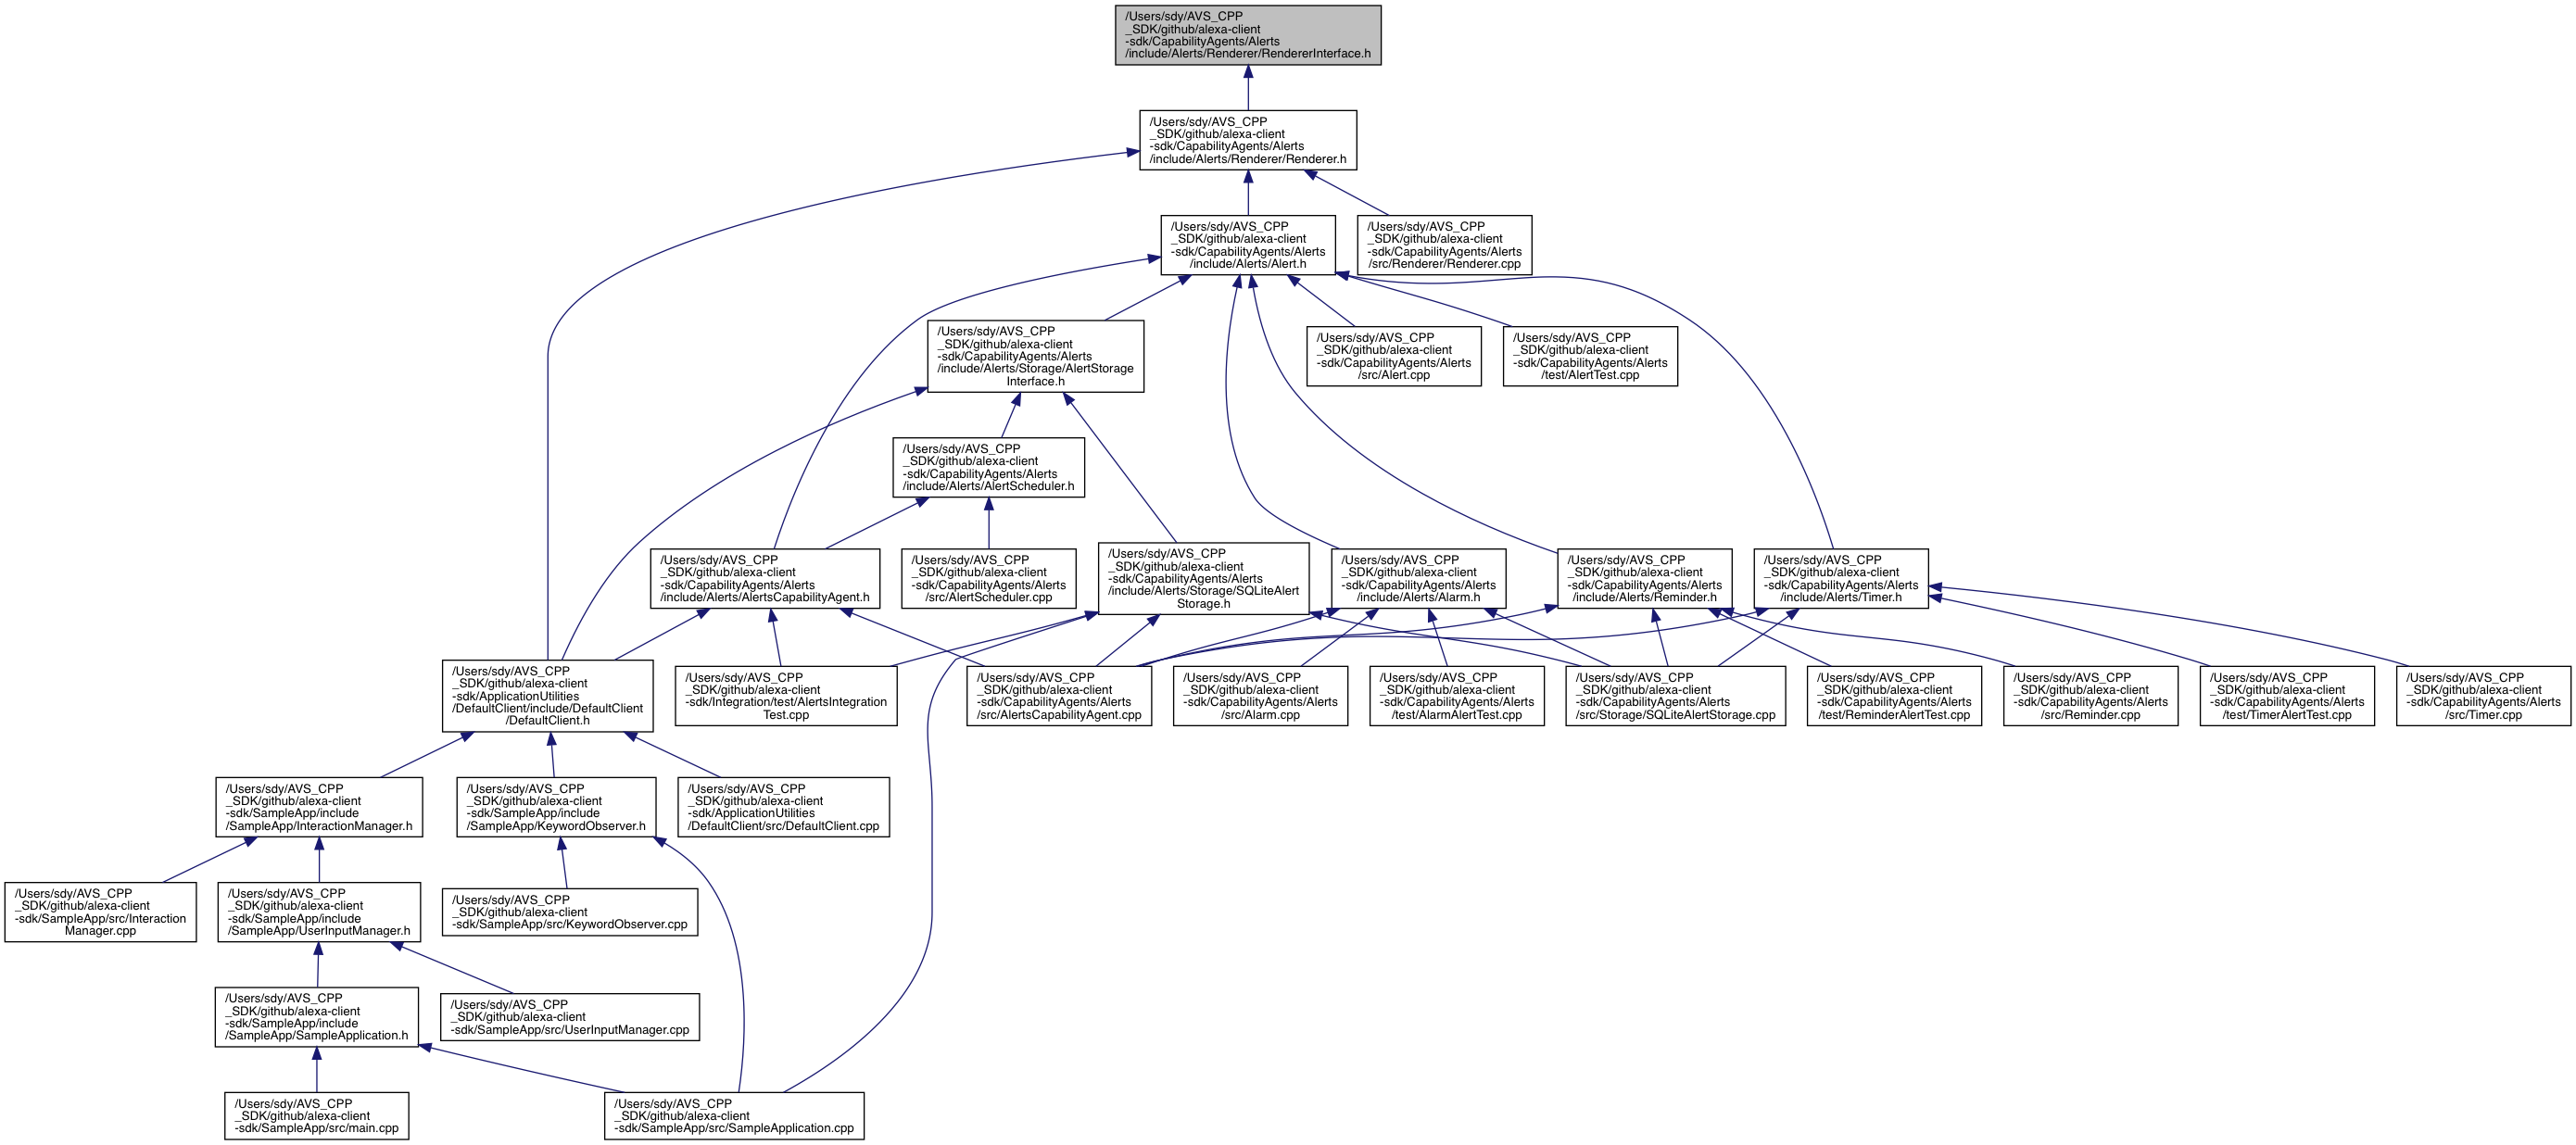 /Users/sdy/AVS_CPP
_SDK/github/alexa-client
-sdk/CapabilityAgents/Alerts
/include/Alerts/Renderer/RendererInterface.h
/Users/sdy/AVS_CPP
_SDK/github/alexa-client
-sdk/CapabilityAgents/Alerts
/include/Alerts/Renderer/Renderer.h
/Users/sdy/AVS_CPP
_SDK/github/alexa-client
-sdk/CapabilityAgents/Alerts
/include/Alerts/Alert.h
/Users/sdy/AVS_CPP
_SDK/github/alexa-client
-sdk/CapabilityAgents/Alerts
/src/Renderer/Renderer.cpp
/Users/sdy/AVS_CPP
_SDK/github/alexa-client
-sdk/CapabilityAgents/Alerts
/include/Alerts/Storage/AlertStorage
Interface.h
/Users/sdy/AVS_CPP
_SDK/github/alexa-client
-sdk/CapabilityAgents/Alerts
/src/Alert.cpp
/Users/sdy/AVS_CPP
_SDK/github/alexa-client
-sdk/CapabilityAgents/Alerts
/test/AlertTest.cpp
/Users/sdy/AVS_CPP
_SDK/github/alexa-client
-sdk/CapabilityAgents/Alerts
/include/Alerts/AlertScheduler.h
/Users/sdy/AVS_CPP
_SDK/github/alexa-client
-sdk/CapabilityAgents/Alerts
/include/Alerts/AlertsCapabilityAgent.h
/Users/sdy/AVS_CPP
_SDK/github/alexa-client
-sdk/CapabilityAgents/Alerts
/src/AlertScheduler.cpp
/Users/sdy/AVS_CPP
_SDK/github/alexa-client
-sdk/CapabilityAgents/Alerts
/include/Alerts/Storage/SQLiteAlert
Storage.h
/Users/sdy/AVS_CPP
_SDK/github/alexa-client
-sdk/CapabilityAgents/Alerts
/include/Alerts/Alarm.h
/Users/sdy/AVS_CPP
_SDK/github/alexa-client
-sdk/CapabilityAgents/Alerts
/include/Alerts/Reminder.h
/Users/sdy/AVS_CPP
_SDK/github/alexa-client
-sdk/CapabilityAgents/Alerts
/include/Alerts/Timer.h
/Users/sdy/AVS_CPP
_SDK/github/alexa-client
-sdk/ApplicationUtilities
/DefaultClient/include/DefaultClient
/DefaultClient.h
/Users/sdy/AVS_CPP
_SDK/github/alexa-client
-sdk/Integration/test/AlertsIntegration
Test.cpp
/Users/sdy/AVS_CPP
_SDK/github/alexa-client
-sdk/CapabilityAgents/Alerts
/src/AlertsCapabilityAgent.cpp
/Users/sdy/AVS_CPP
_SDK/github/alexa-client
-sdk/CapabilityAgents/Alerts
/src/Alarm.cpp
/Users/sdy/AVS_CPP
_SDK/github/alexa-client
-sdk/CapabilityAgents/Alerts
/test/AlarmAlertTest.cpp
/Users/sdy/AVS_CPP
_SDK/github/alexa-client
-sdk/CapabilityAgents/Alerts
/src/Storage/SQLiteAlertStorage.cpp
/Users/sdy/AVS_CPP
_SDK/github/alexa-client
-sdk/CapabilityAgents/Alerts
/test/ReminderAlertTest.cpp
/Users/sdy/AVS_CPP
_SDK/github/alexa-client
-sdk/CapabilityAgents/Alerts
/src/Reminder.cpp
/Users/sdy/AVS_CPP
_SDK/github/alexa-client
-sdk/CapabilityAgents/Alerts
/test/TimerAlertTest.cpp
/Users/sdy/AVS_CPP
_SDK/github/alexa-client
-sdk/CapabilityAgents/Alerts
/src/Timer.cpp
/Users/sdy/AVS_CPP
_SDK/github/alexa-client
-sdk/SampleApp/include
/SampleApp/InteractionManager.h
/Users/sdy/AVS_CPP
_SDK/github/alexa-client
-sdk/SampleApp/include
/SampleApp/KeywordObserver.h
/Users/sdy/AVS_CPP
_SDK/github/alexa-client
-sdk/ApplicationUtilities
/DefaultClient/src/DefaultClient.cpp
/Users/sdy/AVS_CPP
_SDK/github/alexa-client
-sdk/SampleApp/src/Interaction
Manager.cpp
/Users/sdy/AVS_CPP
_SDK/github/alexa-client
-sdk/SampleApp/include
/SampleApp/UserInputManager.h
/Users/sdy/AVS_CPP
_SDK/github/alexa-client
-sdk/SampleApp/src/KeywordObserver.cpp
/Users/sdy/AVS_CPP
_SDK/github/alexa-client
-sdk/SampleApp/include
/SampleApp/SampleApplication.h
/Users/sdy/AVS_CPP
_SDK/github/alexa-client
-sdk/SampleApp/src/UserInputManager.cpp
/Users/sdy/AVS_CPP
_SDK/github/alexa-client
-sdk/SampleApp/src/main.cpp
/Users/sdy/AVS_CPP
_SDK/github/alexa-client
-sdk/SampleApp/src/SampleApplication.cpp